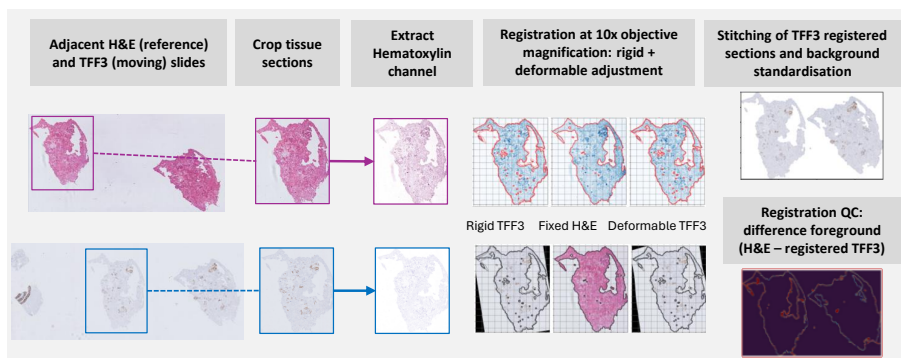 Adjacent H&E (reference)
and TFF3 (moving) slides
Crop tissue
sections
Extract
Hematoxylin
channel
Registration at 10x objective
magnification: rigid +
deformable adjustment
Stitching of TFF3 registered
sections and background
standardisation
Rigid TFF3
Fixed H&E
Deformable TFF3
Registration QC:
difference foreground
(H&E – registered TFF3)